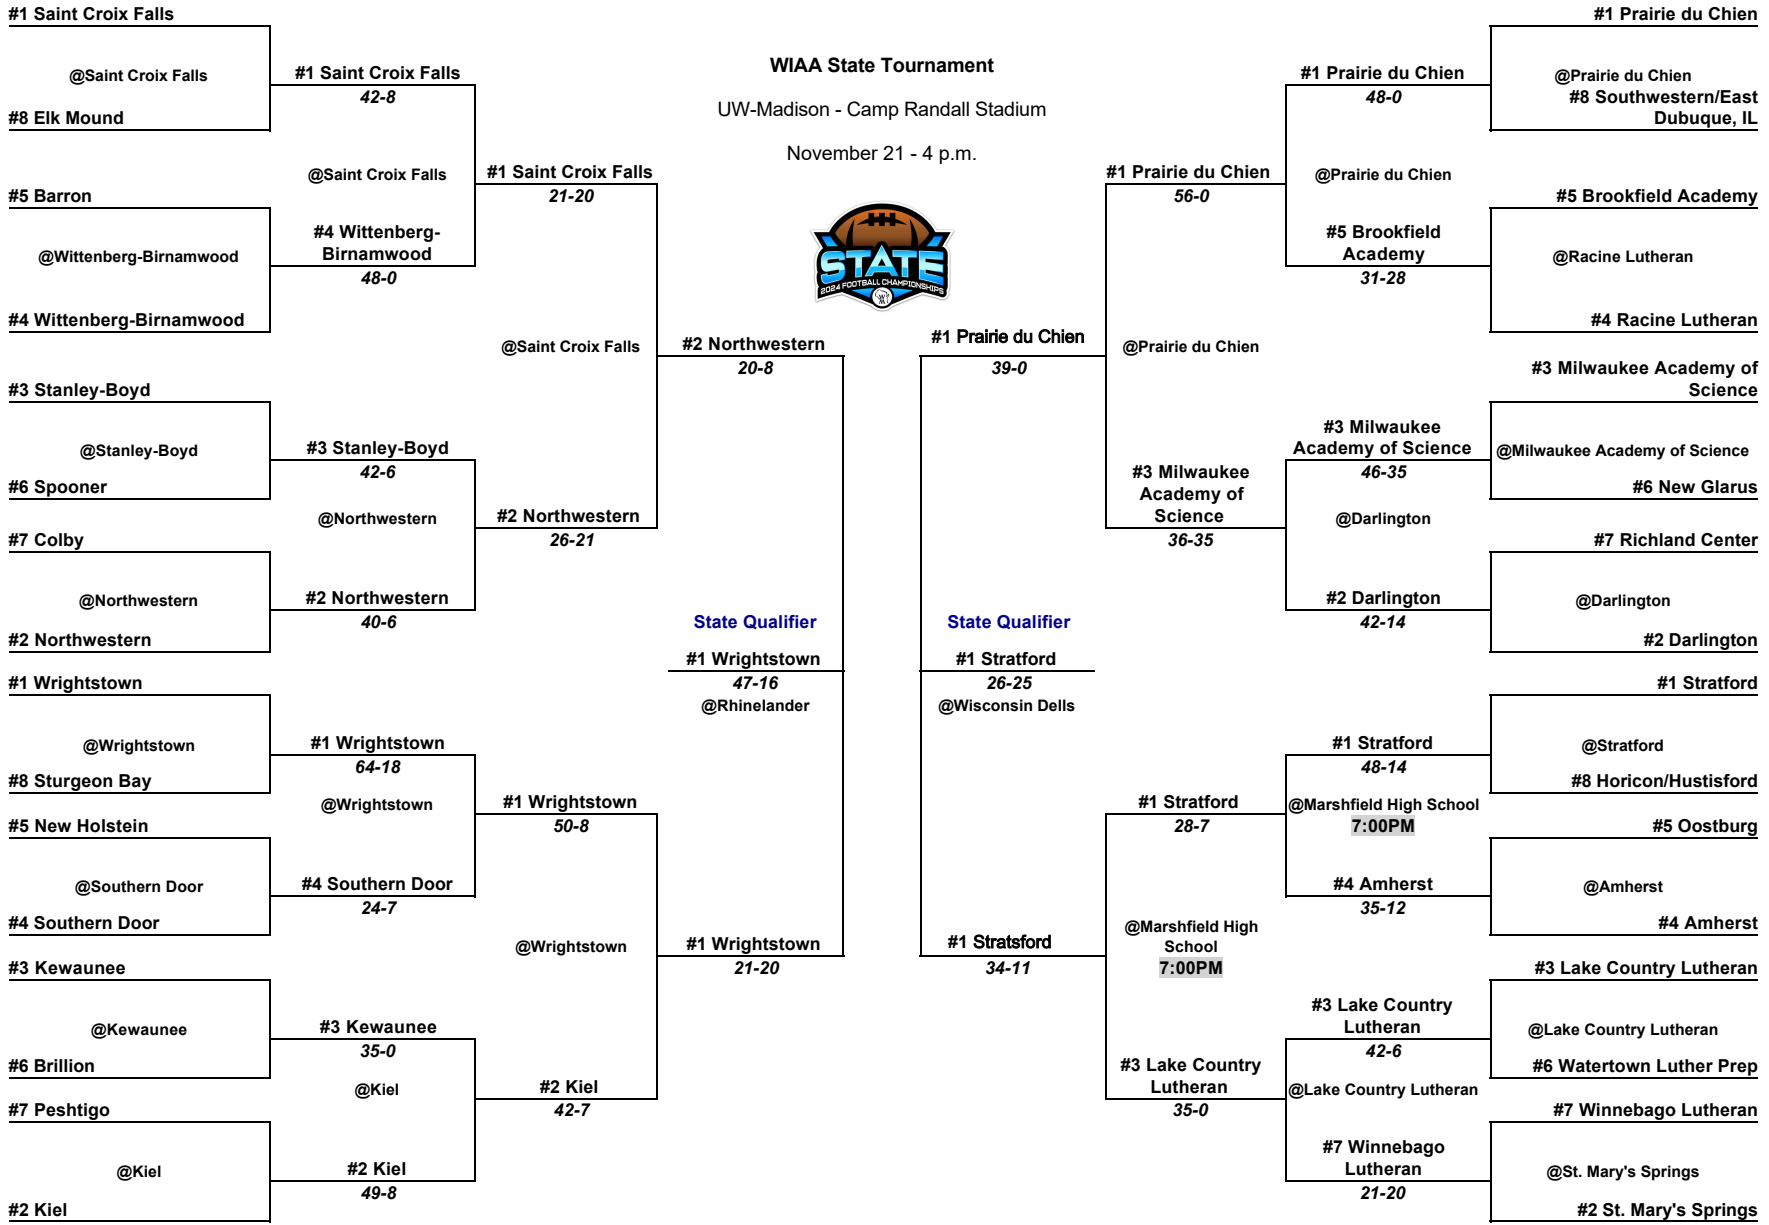 #1 Saint Croix Falls
@Saint Croix Falls
#8 Elk Mound
#1 Saint Croix Falls
42-8
#5 Barron
@Wittenberg-Birnamwood
#4 Wittenberg-Birnamwood
#4 Wittenberg-
Birnamwood
48-0
@Saint Croix Falls
#1 Saint Croix Falls
21-20
#3 Stanley-Boyd
@Stanley-Boyd
#6 Spooner
#3 Stanley-Boyd
42-6
#7 Colby
@Northwestern
#2 Northwestern
#2 Northwestern
40-6
@Northwestern
#2 Northwestern
26-21
@Saint Croix Falls
#2 Northwestern
20-8
#1 Wrightstown
@Wrightstown
#8 Sturgeon Bay
#1 Wrightstown
64-18
#5 New Holstein
@Southern Door
#4 Southern Door
#4 Southern Door
24-7
@Wrightstown
#1 Wrightstown
50-8
#3 Kewaunee
@Kewaunee
#6 Brillion
#3 Kewaunee
35-0
#7 Peshtigo
@Kiel
#2 Kiel
#2 Kiel
49-8
@Kiel
#2 Kiel
42-7
@Wrightstown
#1 Wrightstown
21-20
State Qualifier
#1 Wrightstown
47-16
@Rhinelander
WIAA State Tournament
UW-Madison - Camp Randall Stadium
November 21 - 4 p.m.
STATE
2024 FOOTBALL CHAMPIONSHIPS
State Qualifier
#1 Stratford
26-25
@Wisconsin Dells
#1 Prairie du Chien
39-0
@Prairie du Chien
#1 Prairie du Chien
56-0
@Prairie du Chien
#1 Prairie du Chien
48-0
#1 Prairie du Chien
@Prairie du Chien
#8 Southwestern/East
Dubuque, IL
#5 Brookfield
Academy
31-28
#5 Brookfield Academy
@Racine Lutheran
#4 Racine Lutheran
#3 Milwaukee
Academy of
Science
36-35
@Darlington
#3 Milwaukee
Academy of Science
46-35
#3 Milwaukee Academy of
Science
@Milwaukee Academy of Science
#6 New Glarus
#2 Darlington
42-14
#7 Richland Center
@Darlington
#2 Darlington
#1 Stratsford
34-11
@Marshfield High
School
7:00PM
#1 Stratford
28-7
@Marshfield High School
7:00PM
#1 Stratford
48-14
#1 Stratford
@Stratford
#8 Horicon/Hustisford
#4 Amherst
35-12
#5 Oostburg
@Amherst
#4 Amherst
#3 Lake Country
Lutheran
35-0
@Lake Country Lutheran
#3 Lake Country
Lutheran
42-6
#3 Lake Country Lutheran
@Lake Country Lutheran
#6 Watertown Luther Prep
#7 Winnebago
Lutheran
21-20
#7 Winnebago Lutheran
@St. Mary's Springs
#2 St. Mary's Springs